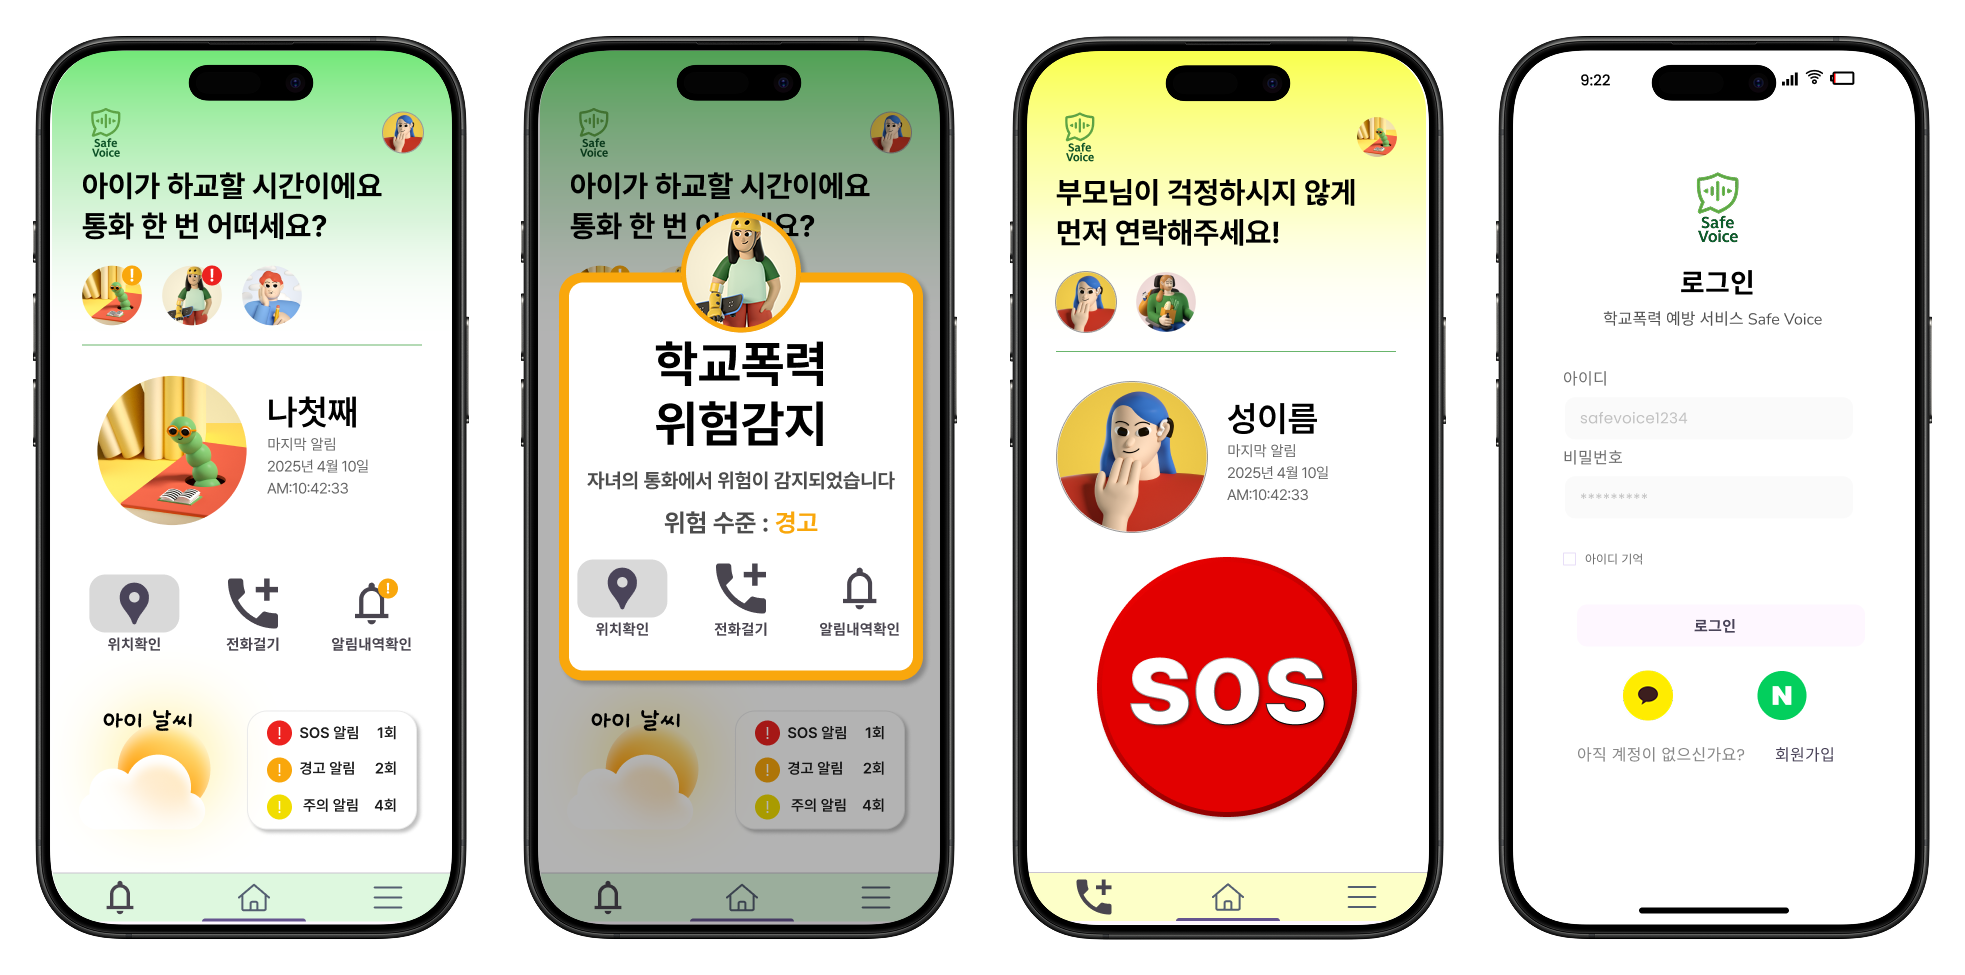 Safe
Voice
아이가 하교할 시간이에요
통화 한 번 어떠세요?
!
!
나첫째
마지막 알림
2025년 4월 10일
AM:10:42:33
!
위치확인
전화걸기
알림내역확인
아이 날씨
! SOS 알림 1회
! 경고 알림 2회
! 주의 알림 4회
Safe
Voice
아이가 하교할 시간이에요
통화 한 번 어떠세요?
학교폭력
위험감지
자녀의 통화에서 위험이 감지되었습니다
위험 수준 : 경고
위치확인
전화걸기
알림내역확인
아이 날씨
! SOS 알림 1회
! 경고 알림 2회
! 주의 알림 4회
Safe
Voice
부모님이 걱정하시지 않게
먼저 연락해주세요!
성이름
마지막 알림
2025년 4월 10일
AM:10:42:33
SOS
9:22
Safe
Voice
로그인
학교폭력 예방 서비스 Safe Voice
아이디
safevoice1234
비밀번호
*********
아이디 기억
로그인
N
아직 계정이 없으신가요? 회원가입